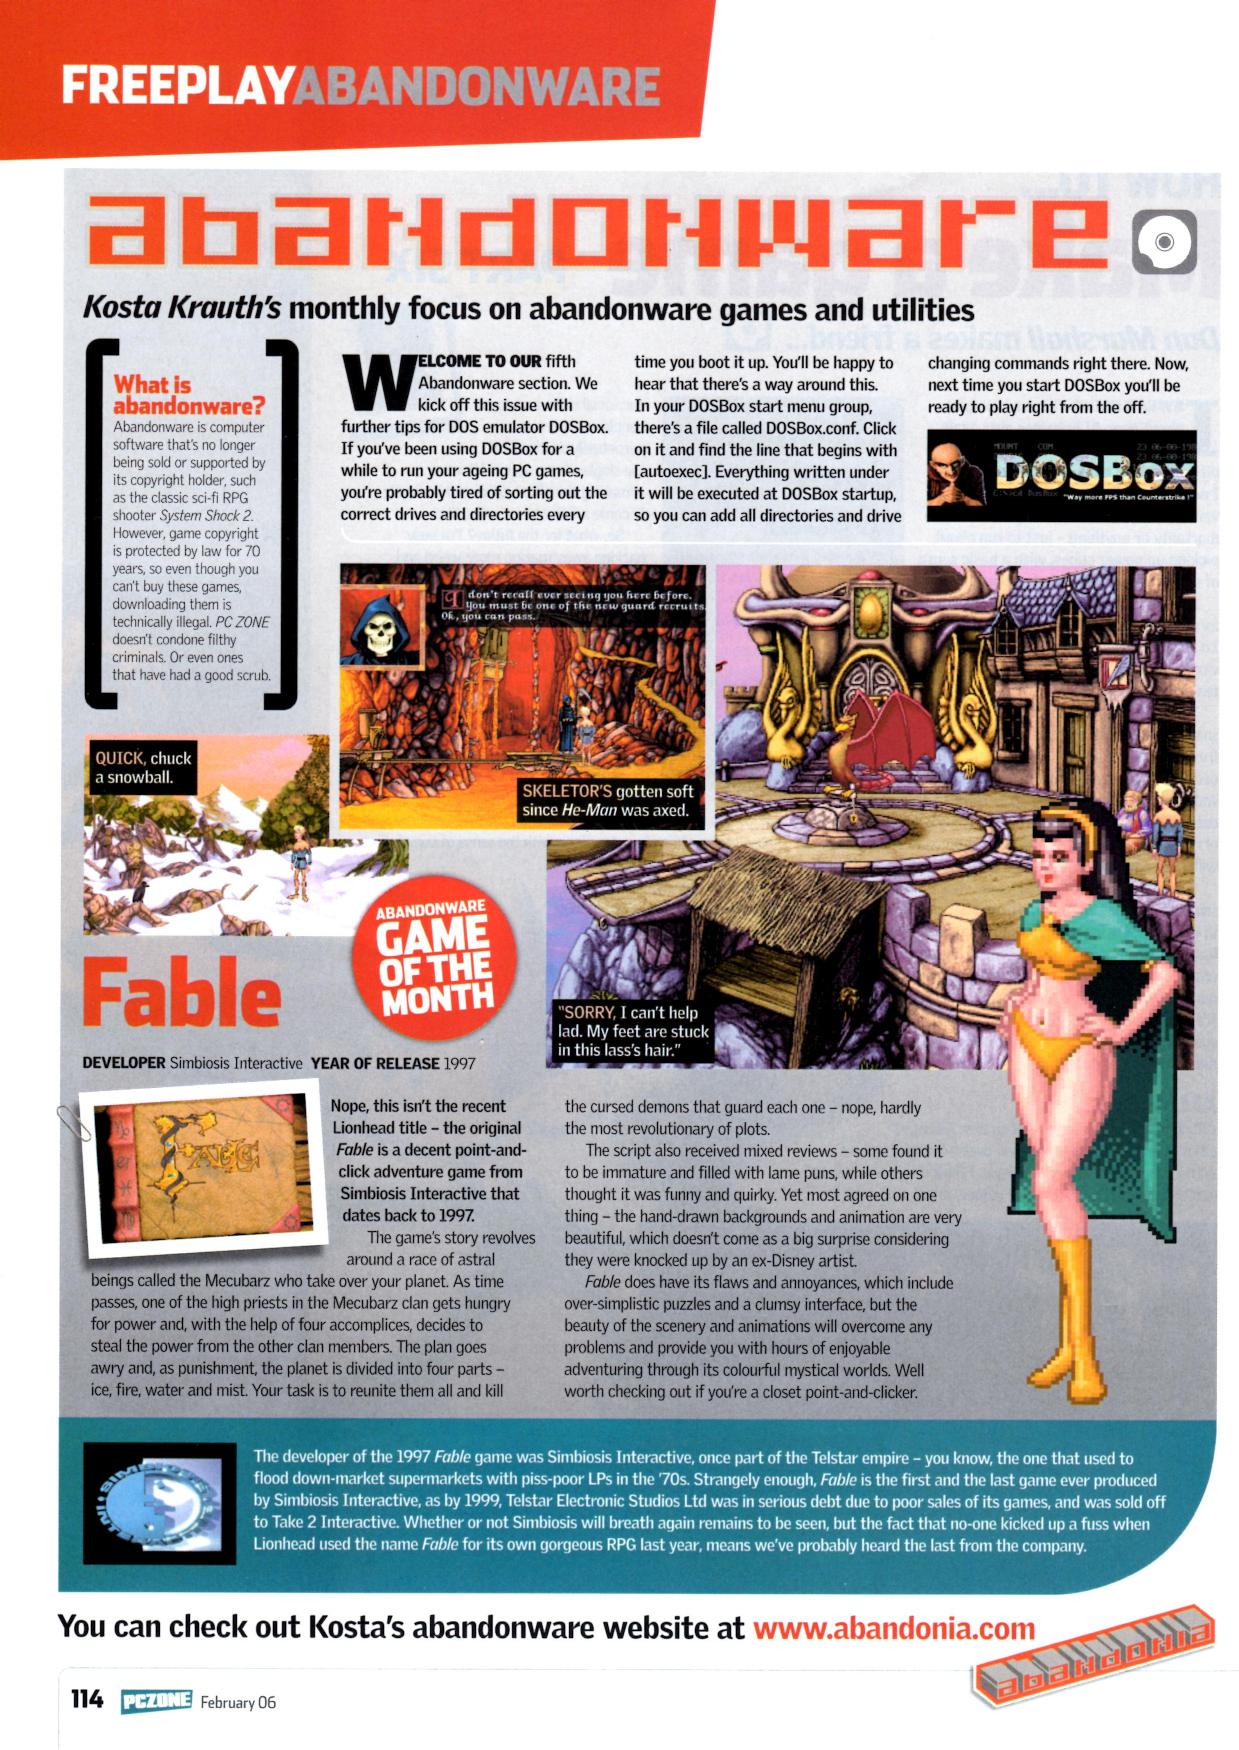 FREEPLAYABANDONWARE
abandonware
Kosta Krauth's monthly focus on abandonware games and utilities
What is
abandonware?
Abandonware is computer
software that's no longer
being sold or supported by
its copyright holder, such
as the classic sci-fi RPG
shooter System Shock 2.
However, game copyright
is protected by law for 70
years, so even though you
can't buy these games,
downloading them is
technically illegal. PC ZONE
doesn't condone filthy
criminals. Or even ones
that have had a good scrub.
WELCOME TO OUR fifth
Abandonware section. We
kick off this issue with
further tips for DOS emulator DOSBox.
If you've been using DOSBox for a
while to run your ageing PC games,
you're probably tired of sorting out the
correct drives and directories every
time you boot it up. You'll be happy to
hear that there's a way around this.
In your DOSBox start menu group,
there's a file called DOSBox.conf. Click
on it and find the line that begins with
[autoexec]. Everything written under
it will be executed at DOSBox startup,
so you can add all directories and drive
changing commands right there. Now,
next time you start DOSBox you'll be
ready to play right from the off.
MOUNT COM
DOSBox
"Way more FPS than Counterstrike!"
I don't recall ever seeing you here before.
You must be one of the new guard recruits.
Ok, you can pass.
SKELETOR'S gotten soft
since He-Man was axed.
QUICK, chuck
a snowball.
ABANDONWARE
GAME
OF THE
MONTH
"SORRY, I can't help
lad. My feet are stuck
in this lass's hair."
Fable
DEVELOPER Simbiosis Interactive YEAR OF RELEASE 1997
FABLE
Nope, this isn't the recent
Lionhead title – the original
Fable is a decent point-and-
click adventure game from
Simbiosis Interactive that
dates back to 1997.
The game's story revolves
around a race of astral
beings called the Mecubarz who take over your planet. As time
passes, one of the high priests in the Mecubarz clan gets hungry
for power and, with the help of four accomplices, decides to
steal the power from the other clan members. The plan goes
awry and, as punishment, the planet is divided into four parts –
ice, fire, water and mist. Your task is to reunite them all and kill
the cursed demons that guard each one – nope, hardly
the most revolutionary of plots.
The script also received mixed reviews – some found it
to be immature and filled with lame puns, while others
thought it was funny and quirky. Yet most agreed on one
thing – the hand-drawn backgrounds and animation are very
beautiful, which doesn't come as a big surprise considering
they were knocked up by an ex-Disney artist.
Fable does have its flaws and annoyances, which include
over-simplistic puzzles and a clumsy interface, but the
beauty of the scenery and animations will overcome any
problems and provide you with hours of enjoyable
adventuring through its colourful mystical worlds. Well
worth checking out if you're a closet point-and-clicker.
The developer of the 1997 Fable game was Simbiosis Interactive, once part of the Telstar empire – you know, the one that used to
flood down-market supermarkets with piss-poor LPs in the '70s. Strangely enough, Fable is the first and the last game ever produced
by Simbiosis Interactive, as by 1999, Telstar Electronic Studios Ltd was in serious debt due to poor sales of its games, and was sold off
to Take 2 Interactive. Whether or not Simbiosis will breath again remains to be seen, but the fact that no-one kicked up a fuss when
Lionhead used the name Fable for its own gorgeous RPG last year, means we've probably heard the last from the company.
You can check out Kosta's abandonware website at www.abandonia.com
abandonia
114 PCZONE February 06